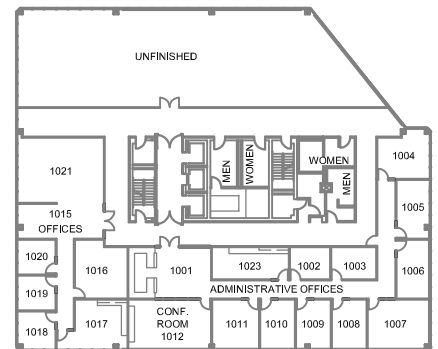 UNFINISHED
MEN
WOMEN
WOMEN
MEN
1004
1021
1015
OFFICES
1005
1020
1016
1001
1023
1002
1003
1006
ADMINISTRATIVE OFFICES
1019
1018
1017
CONF.
ROOM
1012
1011
1010
1009
1008
1007